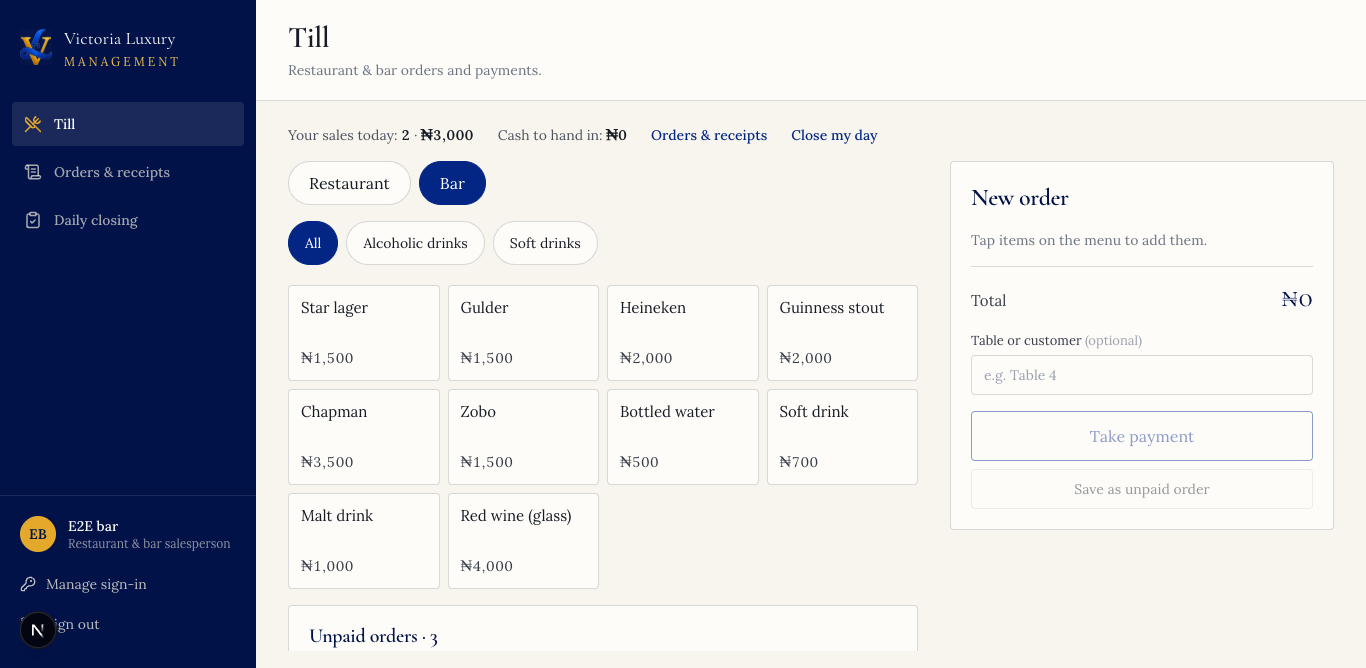 Victoria Luxury
MANAGEMENT
Till
Orders & receipts
Daily closing
EB
E2E bar
Restaurant & bar salesperson
Manage sign-in
gn out
N
Till
Restaurant & bar orders and payments.
Your sales today: 2 · ₦3,000 Cash to hand in: ₦0 Orders & receipts Close my day
Restaurant Bar
All Alcoholic drinks Soft drinks
Star lager Gulder Heineken Guinness stout
₦1,500 ₦1,500 ₦2,000 ₦2,000
Chapman Zobo Bottled water Soft drink
₦3,500 ₦1,500 ₦500 ₦700
Malt drink Red wine (glass)
₦1,000 ₦4,000
Unpaid orders · 3
New order
Tap items on the menu to add them.
Total ₦0
Table or customer (optional)
e.g. Table 4
Take payment
Save as unpaid order